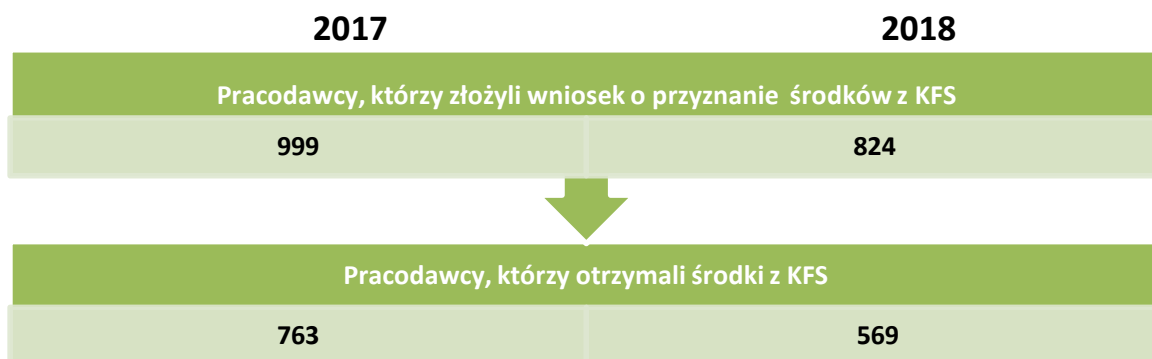 2017 2018
Pracodawcy, którzy złożyli wniosek o przyznanie środków z KFS
999 824
Pracodawcy, którzy otrzymali środki z KFS
763 569